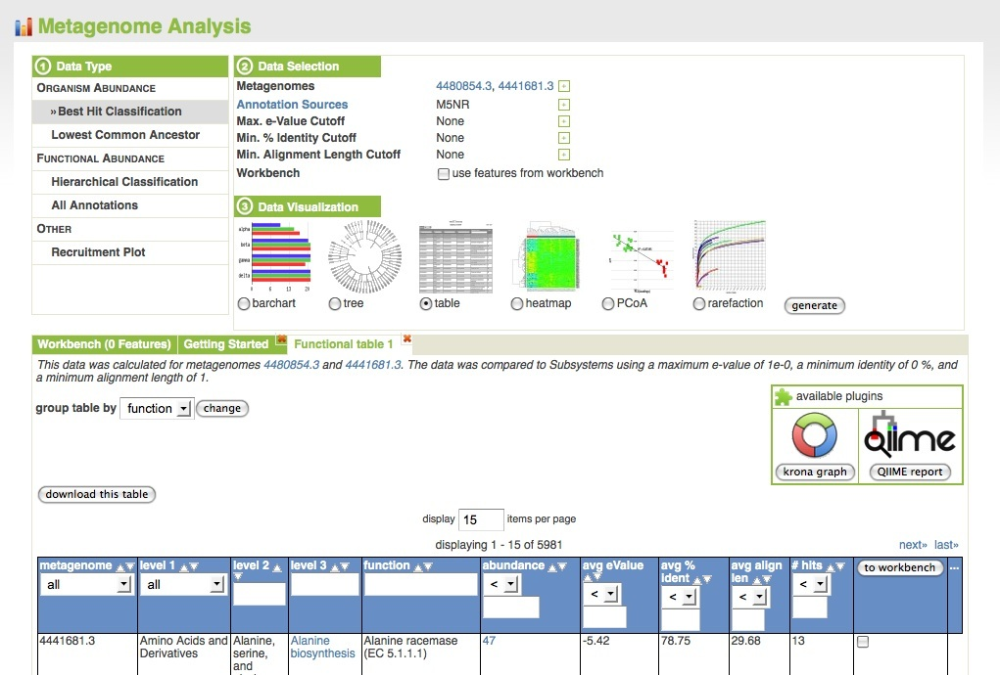 Metagenome Analysis
1 Data Type
ORGANISM ABUNDANCE
»Best Hit Classification
Lowest Common Ancestor
FUNCTIONAL ABUNDANCE
Hierarchical Classification
All Annotations
OTHER
Recruitment Plot
2 Data Selection
Metagenomes 4480854.3, 4441681.3 +
Annotation Sources M5NR +
Max. e-Value Cutoff None +
Min. % Identity Cutoff None +
Min. Alignment Length Cutoff None +
Workbench use features from workbench
3 Data Visualization
alpha
beta
gamma
delta
barchart tree table heatmap PCoA rarefaction generate
Workbench (0 Features) Getting Started Functional table 1
This data was calculated for metagenomes 4480854.3 and 4441681.3. The data was compared to Subsystems using a maximum e-value of 1e-0, a minimum identity of 0 %, and
a minimum alignment length of 1.
group table by function change
available plugins
krona graph
qiime
QIIME report
download this table
display 15 items per page
displaying 1 - 15 of 5981
next» last»
metagenome level 1 level 2 level 3 function abundance avg eValue avg % ident avg align len # hits to workbench ...
all all < < < < <
4441681.3 Amino Acids and Alanine, Alanine Alanine racemase 47 -5.42 78.75 29.68 13
Derivatives serine, biosynthesis (EC 5.1.1.1)
and